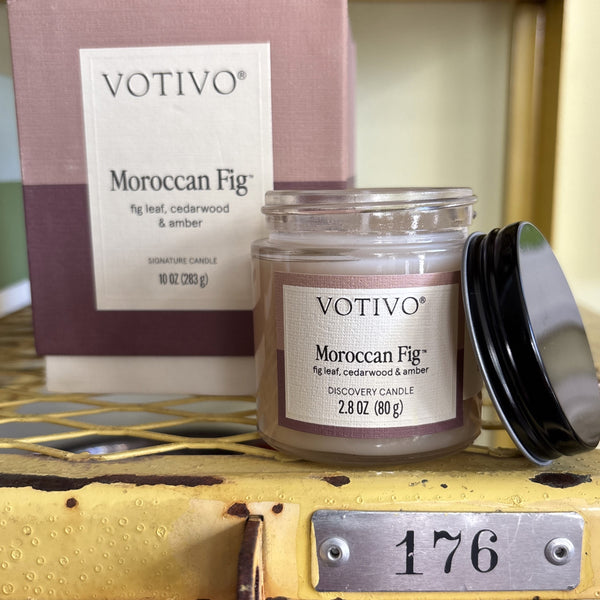 VOTIVO®
Moroccan Fig™
fig leaf, cedarwood
& amber
SIGNATURE CANDLE
10 OZ (283 g)
VOTIVO®
Moroccan Fig™
fig leaf, cedarwood & amber
DISCOVERY CANDLE
2.8 OZ (80 g)
176